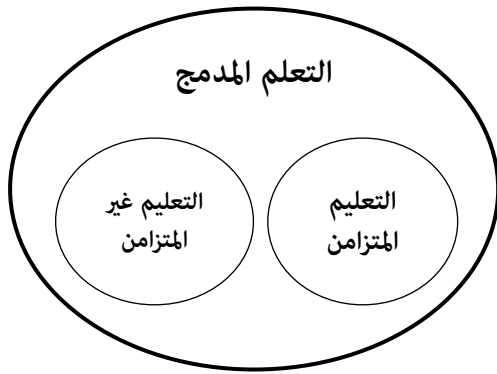 التعلم المدمج
التعليم
المتزامن
التعليم غير
المتزامن